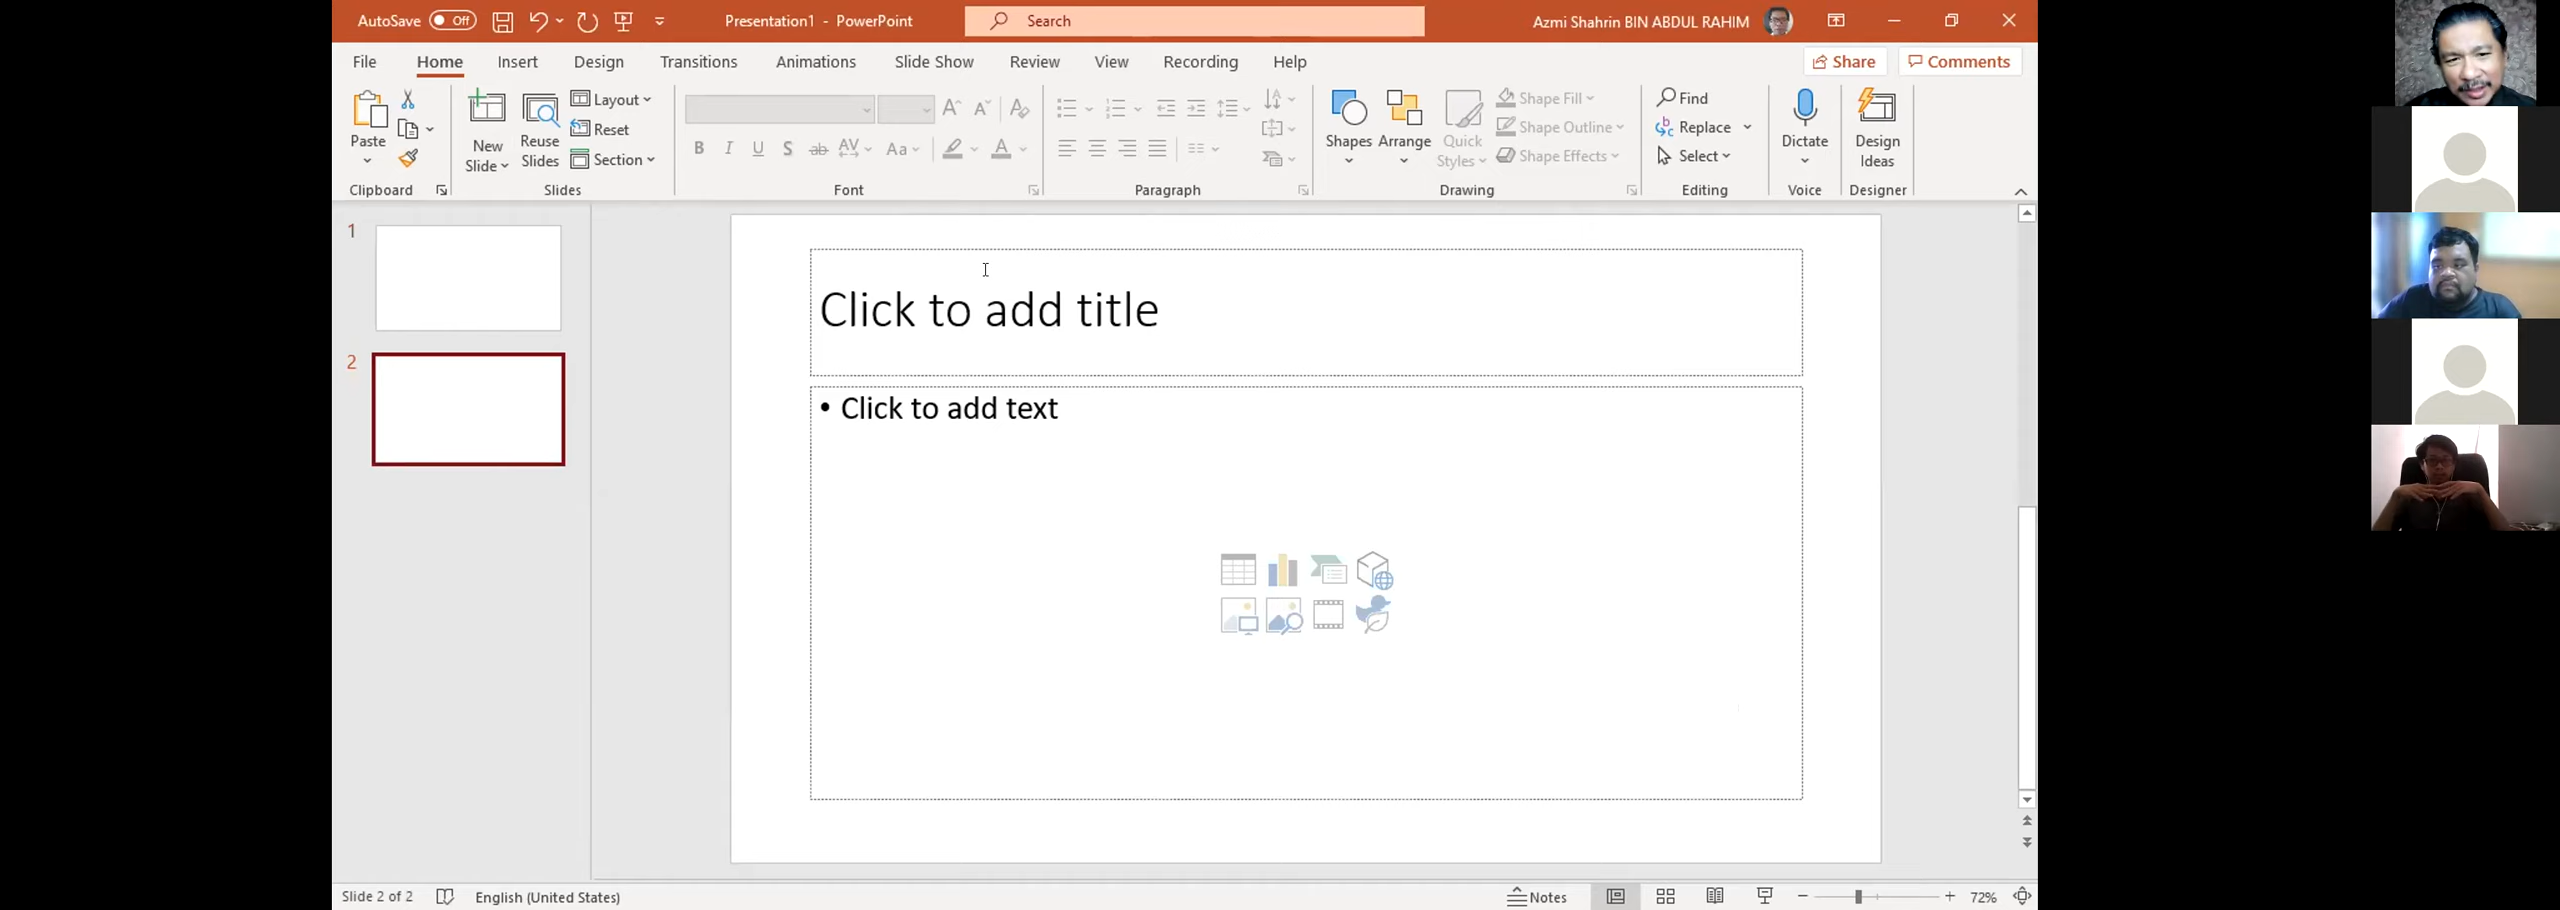 AutoSave Off Presentation1 - PowerPoint Search Azmi Shahrin BIN ABDUL RAHIM
File Home Insert Design Transitions Animations Slide Show Review View Recording Help Share Comments
Paste
Clipboard
New
Slide
Reuse
Slides
Layout
Reset
Section
Slides
B I U S ab AV Aa A
Font
Paragraph
Shapes
Arrange
Quick
Styles
Shape Fill
Shape Outline
Shape Effects
Drawing
Find
Replace
Select
Editing
Dictate
Voice
Design
Ideas
Designer
1
2
Click to add title
• Click to add text
Slide 2 of 2 English (United States) Notes 72%